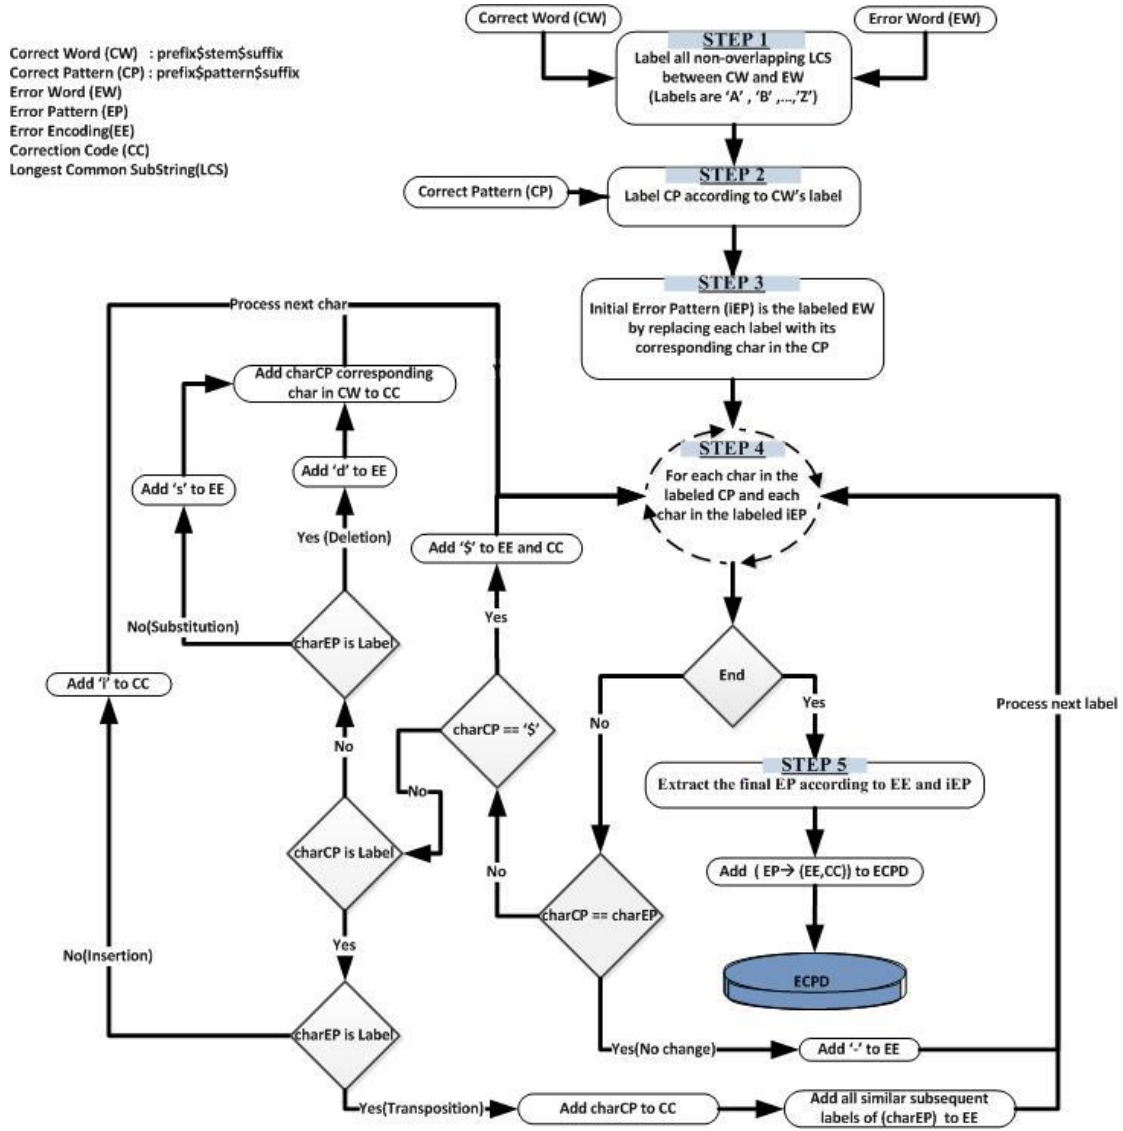 Correct Word (CW) : prefix$stem$suffix
Correct Pattern (CP) : prefix$pattern$suffix
Error Word (EW)
Error Pattern (EP)
Error Encoding(EE)
Correction Code (CC)
Longest Common SubString(LCS)
Correct Word (CW)
Error Word (EW)
STEP 1
Label all non-overlapping LCS
between CW and EW
(Labels are ‘A’ , ‘B’ ,...,‘Z’)
Correct Pattern (CP)
STEP 2
Label CP according to CW’s label
STEP 3
Initial Error Pattern (iEP) is the labeled EW
by replacing each label with its
corresponding char in the CP
Process next char
Add charCP corresponding
char in CW to CC
STEP 4
For each char in the
labeled CP and each
char in the labeled iEP
Add ‘s’ to EE
Add ‘d’ to EE
Yes (Deletion)
Add ‘$’ to EE and CC
Yes
No(Substitution)
charEP is Label
End
Add ‘i’ to CC
No
charCP == ‘$’
No
Yes
Process next label
No
STEP 5
Extract the final EP according to EE and iEP
charCP is Label
No
Add ( EP→ (EE,CC)) to ECPD
charCP == charEP
Yes
No(Insertion)
ECPD
charEP is Label
Yes(No change)
Add ‘-’ to EE
Yes(Transposition)
Add charCP to CC
Add all similar subsequent
labels of (charEP) to EE